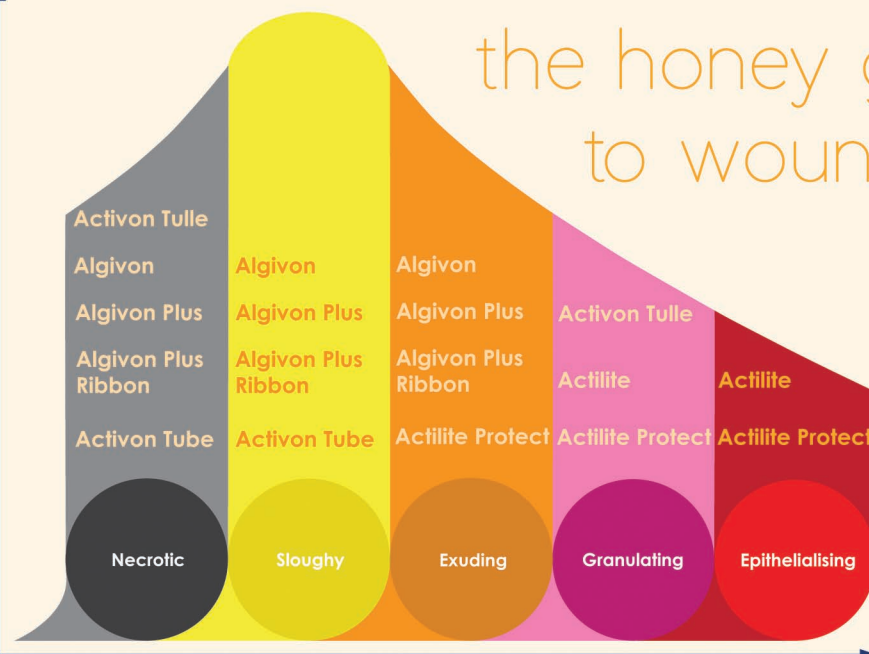 the honey
to woun
Activon Tulle
Algivon
Algivon Plus
Algivon Plus
Ribbon
Activon Tube
Necrotic
Algivon
Algivon Plus
Algivon Plus
Ribbon
Activon Tube
Sloughy
Algivon
Algivon Plus
Algivon Plus
Ribbon
Actilite Protect
Exuding
Activon Tulle
Actilite
Actilite Protect
Granulating
Actilite
Actilite Protect
Epithelialising